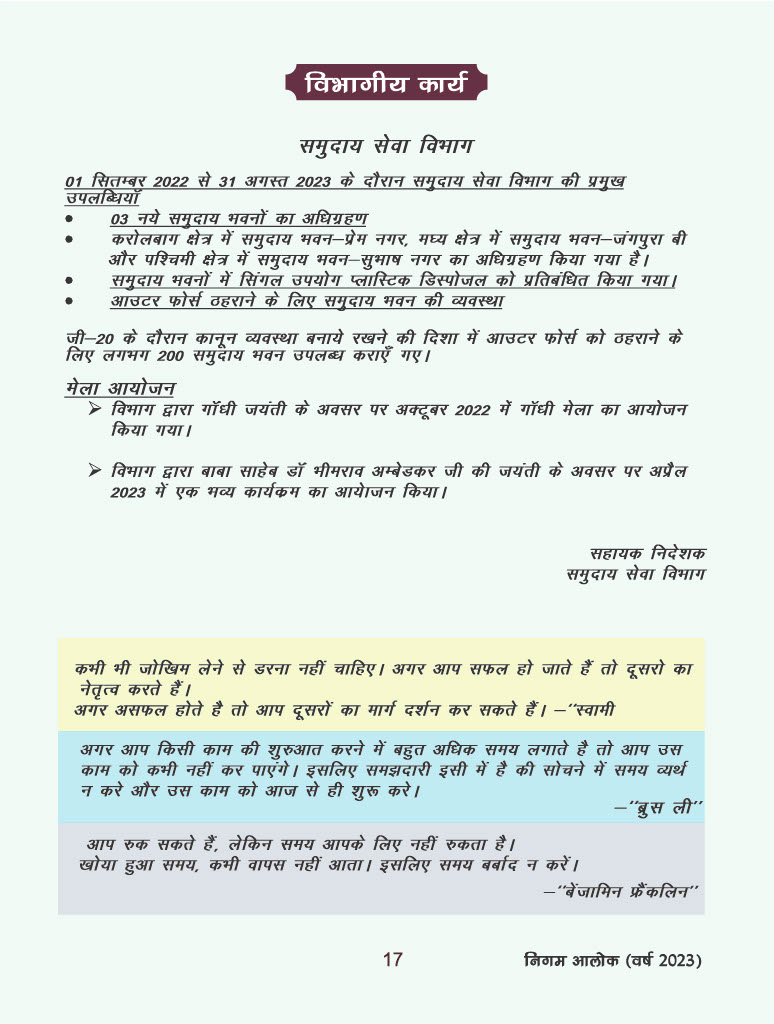 विभागीय कार्य
समुदाय सेवा विभाग
01 सितम्बर 2022 से 31 अगस्त 2023 के दौरान समुदाय सेवा विभाग की प्रमुख
उपलब्धियॉ
• 03 नये समुदाय भवनों का अधिग्रहण
• करोलबाग क्षेत्र में समुदाय भवन–प्रेम नगर, मघ्य क्षेत्र में समुदाय भवन–जंगपुरा बी
और पश्चिमी क्षेत्र में समुदाय भवन–सुभाष नगर का अधिग्रहण किया गया है।
• समुदाय भवनों में सिंगल उपयोग प्लास्टिक डिस्पोजल को प्रतिबंधित किया गया।
• आउटर फोर्स ठहराने के लिए समुदाय भवन की व्यवस्था
जी–20 के दौरान कानून व्यवस्था बनाये रखने की दिशा में आउटर फोर्स को ठहराने के
लिए लगभग 200 समुदाय भवन उपलब्ध कराएँ गए।
मेला आयोजन
➢ विभाग द्वारा गॉधी जयंती के अवसर पर अक्टूबर 2022 में गॉधी मेला का आयोजन
किया गया।
➢ विभाग द्वारा बाबा साहेब डॉ भीमराव अम्बेडकर जी की जयंती के अवसर पर अप्रैल
2023 में एक भव्य कार्यकम का आयेाजन किया।
सहायक निदेशक
समुदाय सेवा विभाग
कभी भी जोखिम लेने से डरना नहीं चाहिए। अगर आप सफल हो जाते हैं तो दूसरो का
नेतृत्व करते हैं।
अगर असफल होते है तो आप दूसरों का मार्ग दर्शन कर सकते हैं। –"स्वामी
अगर आप किसी काम की शुरुआत करने में बहुत अधिक समय लगाते है तो आप उस
काम को कभी नहीं कर पाएंगे। इसलिए समझदारी इसी में है की सोचने में समय व्यर्थ
न करे और उस काम को आज से ही शुरू करे।
–"ब्रुस ली"
आप रुक सकते हैं, लेकिन समय आपके लिए नहीं रुकता है।
खोया हुआ समय, कभी वापस नहीं आता। इसलिए समय बर्बाद न करें।
–"बेंजामिन फ्रैंकलिन"
17
निगम आलोक (वर्ष 2023)